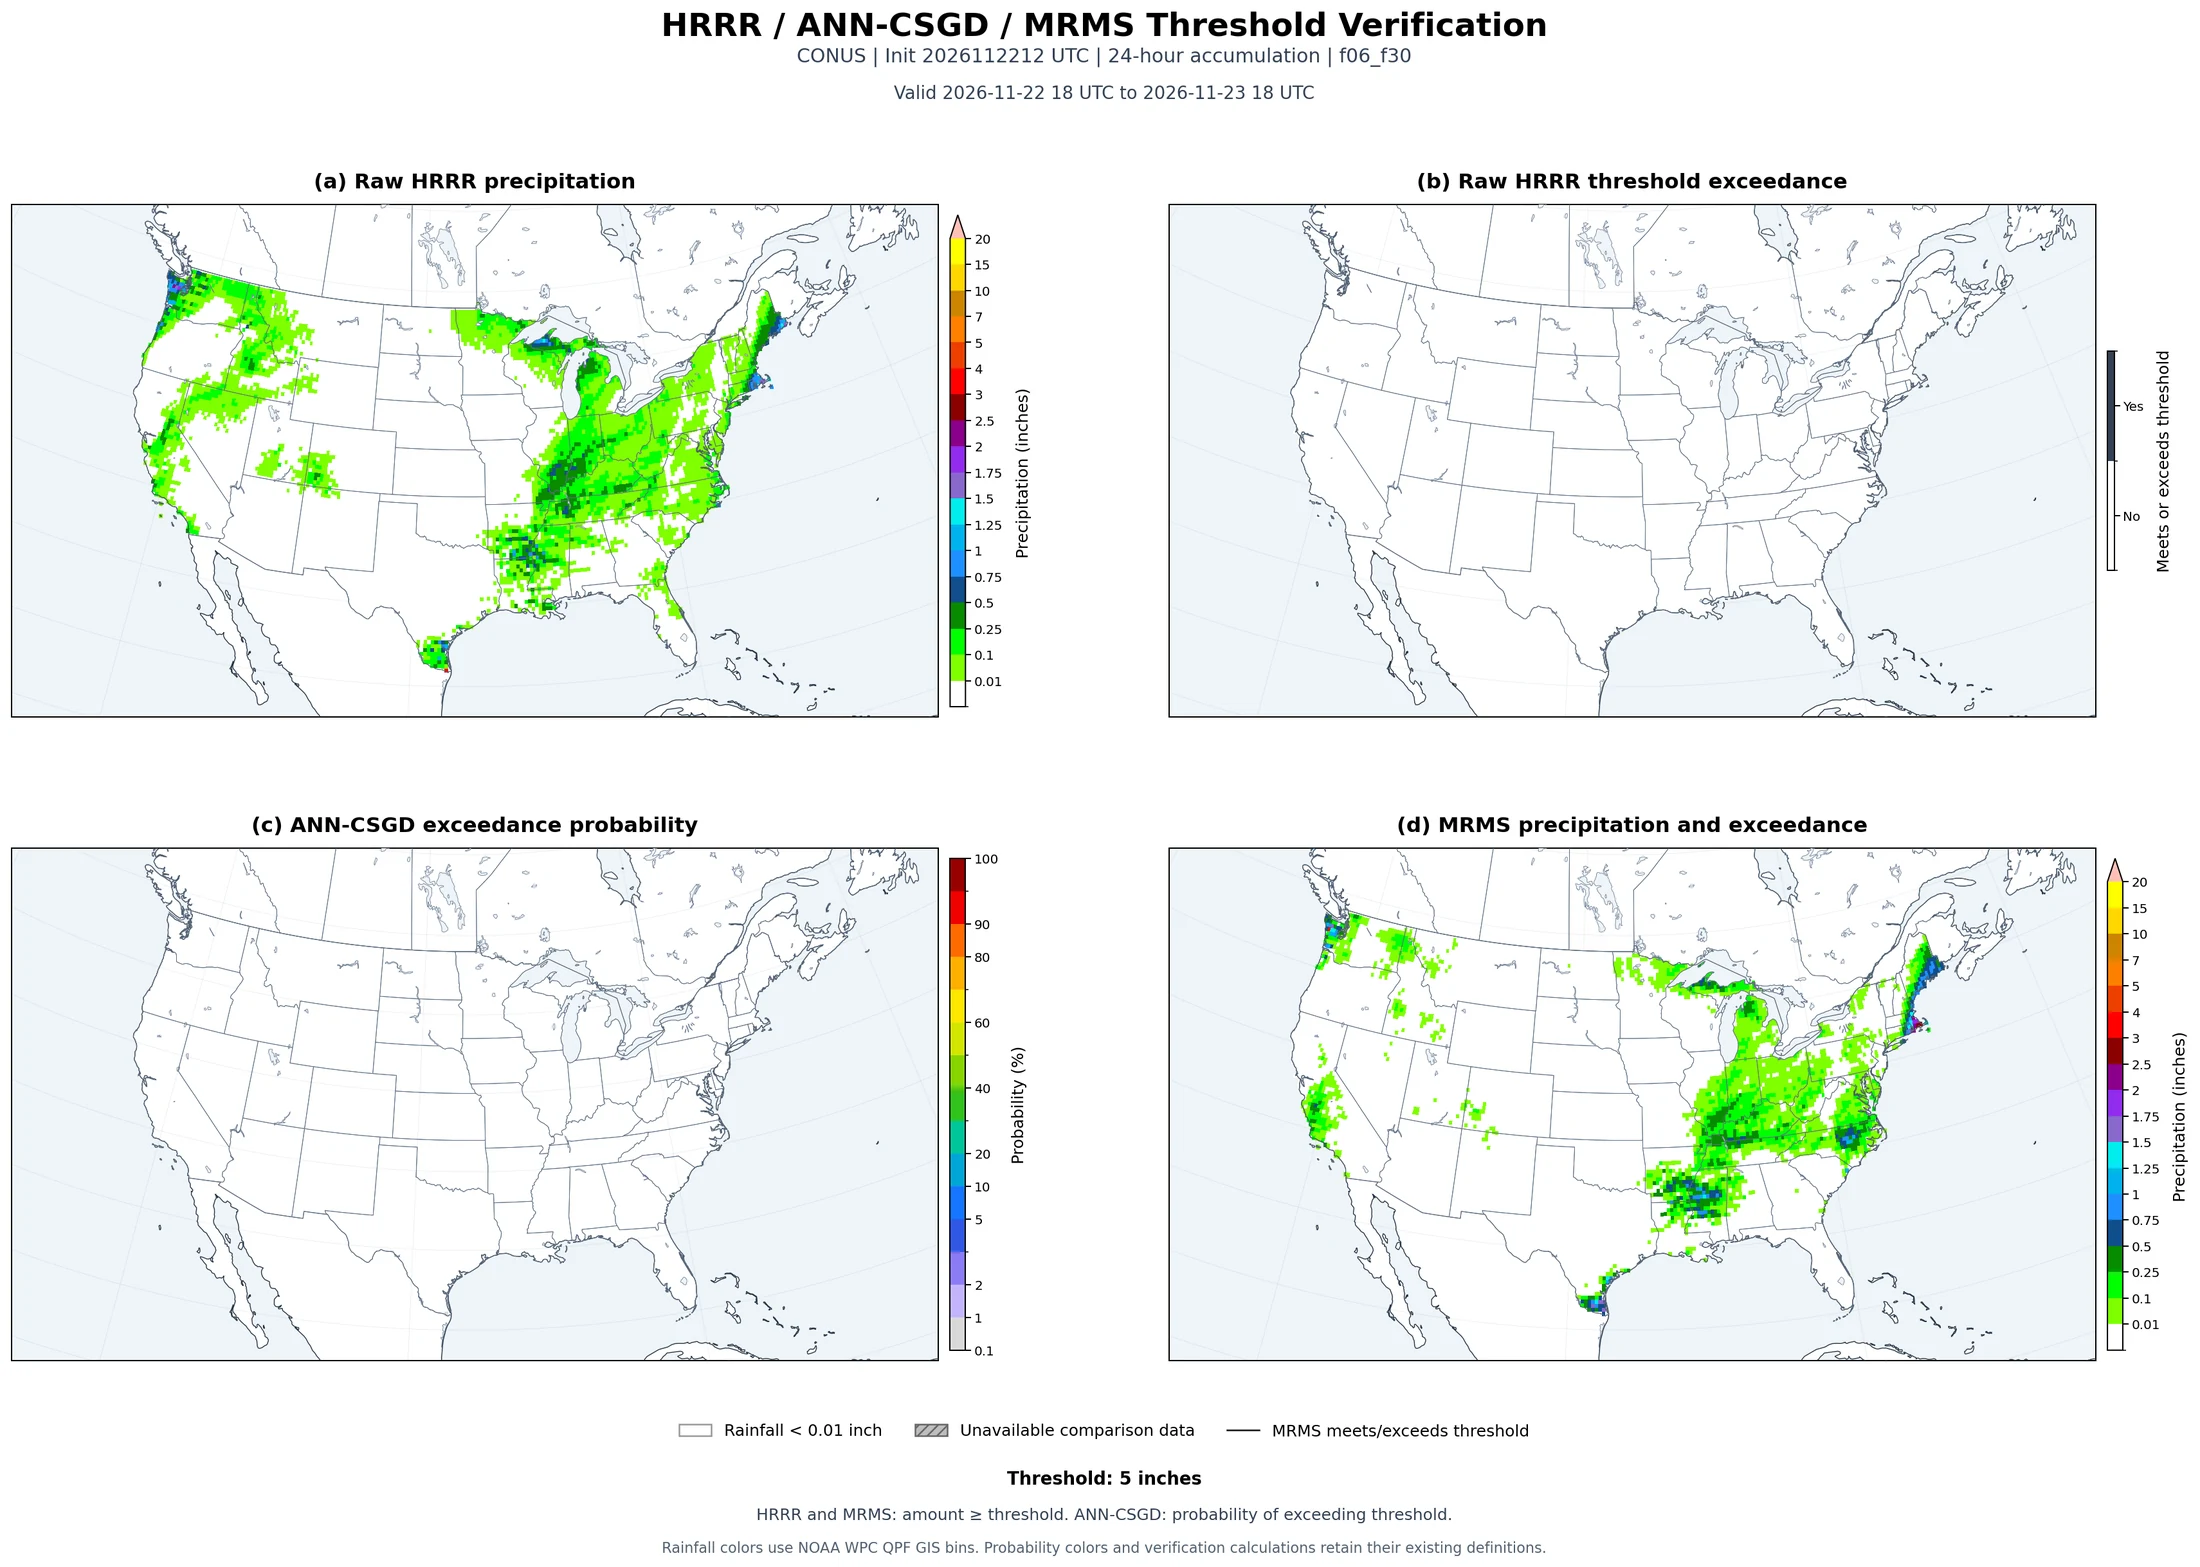 HRRR / ANN-CSGD / MRMS Threshold Verification
CONUS | Init 2026112212 UTC | 24-hour accumulation | f06_f30
Valid 2026-11-22 18 UTC to 2026-11-23 18 UTC
(a) Raw HRRR precipitation
20
15
10
7
5
4
3
2.5
2
1.75
1.5
1.25
1
0.75
0.5
0.25
0.1
0.01
Precipitation (inches)
(b) Raw HRRR threshold exceedance
Yes
No
Meets or exceeds threshold
(c) ANN-CSGD exceedance probability
100
90
80
60
40
20
10
5
2
1
0.1
Probability (%)
(d) MRMS precipitation and exceedance
20
15
10
7
5
4
3
2.5
2
1.75
1.5
1.25
1
0.75
0.5
0.25
0.1
0.01
Precipitation (inches)
Rainfall < 0.01 inch
Unavailable comparison data
MRMS meets/exceeds threshold
Threshold: 5 inches
HRRR and MRMS: amount ≥ threshold. ANN-CSGD: probability of exceeding threshold.
Rainfall colors use NOAA WPC QPF GIS bins. Probability colors and verification calculations retain their existing definitions.